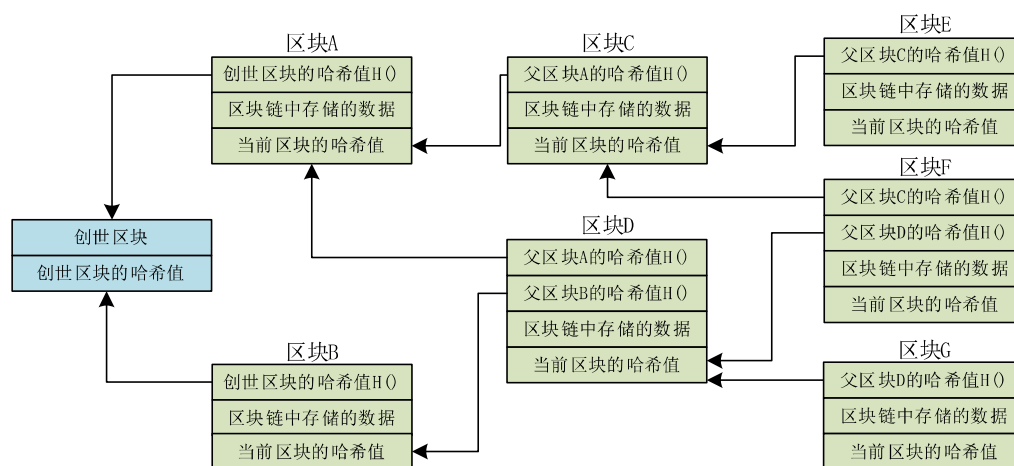 创世区块
创世区块的哈希值
区块A
创世区块的哈希值H()
区块链中存储的数据
当前区块的哈希值
区块B
创世区块的哈希值H()
区块链中存储的数据
当前区块的哈希值
区块C
父区块A的哈希值H()
区块链中存储的数据
当前区块的哈希值
区块D
父区块A的哈希值H()
父区块B的哈希值H()
区块链中存储的数据
当前区块的哈希值
区块E
父区块C的哈希值H()
区块链中存储的数据
当前区块的哈希值
区块F
父区块C的哈希值H()
父区块D的哈希值H()
区块链中存储的数据
当前区块的哈希值
区块G
父区块D的哈希值H()
区块链中存储的数据
当前区块的哈希值